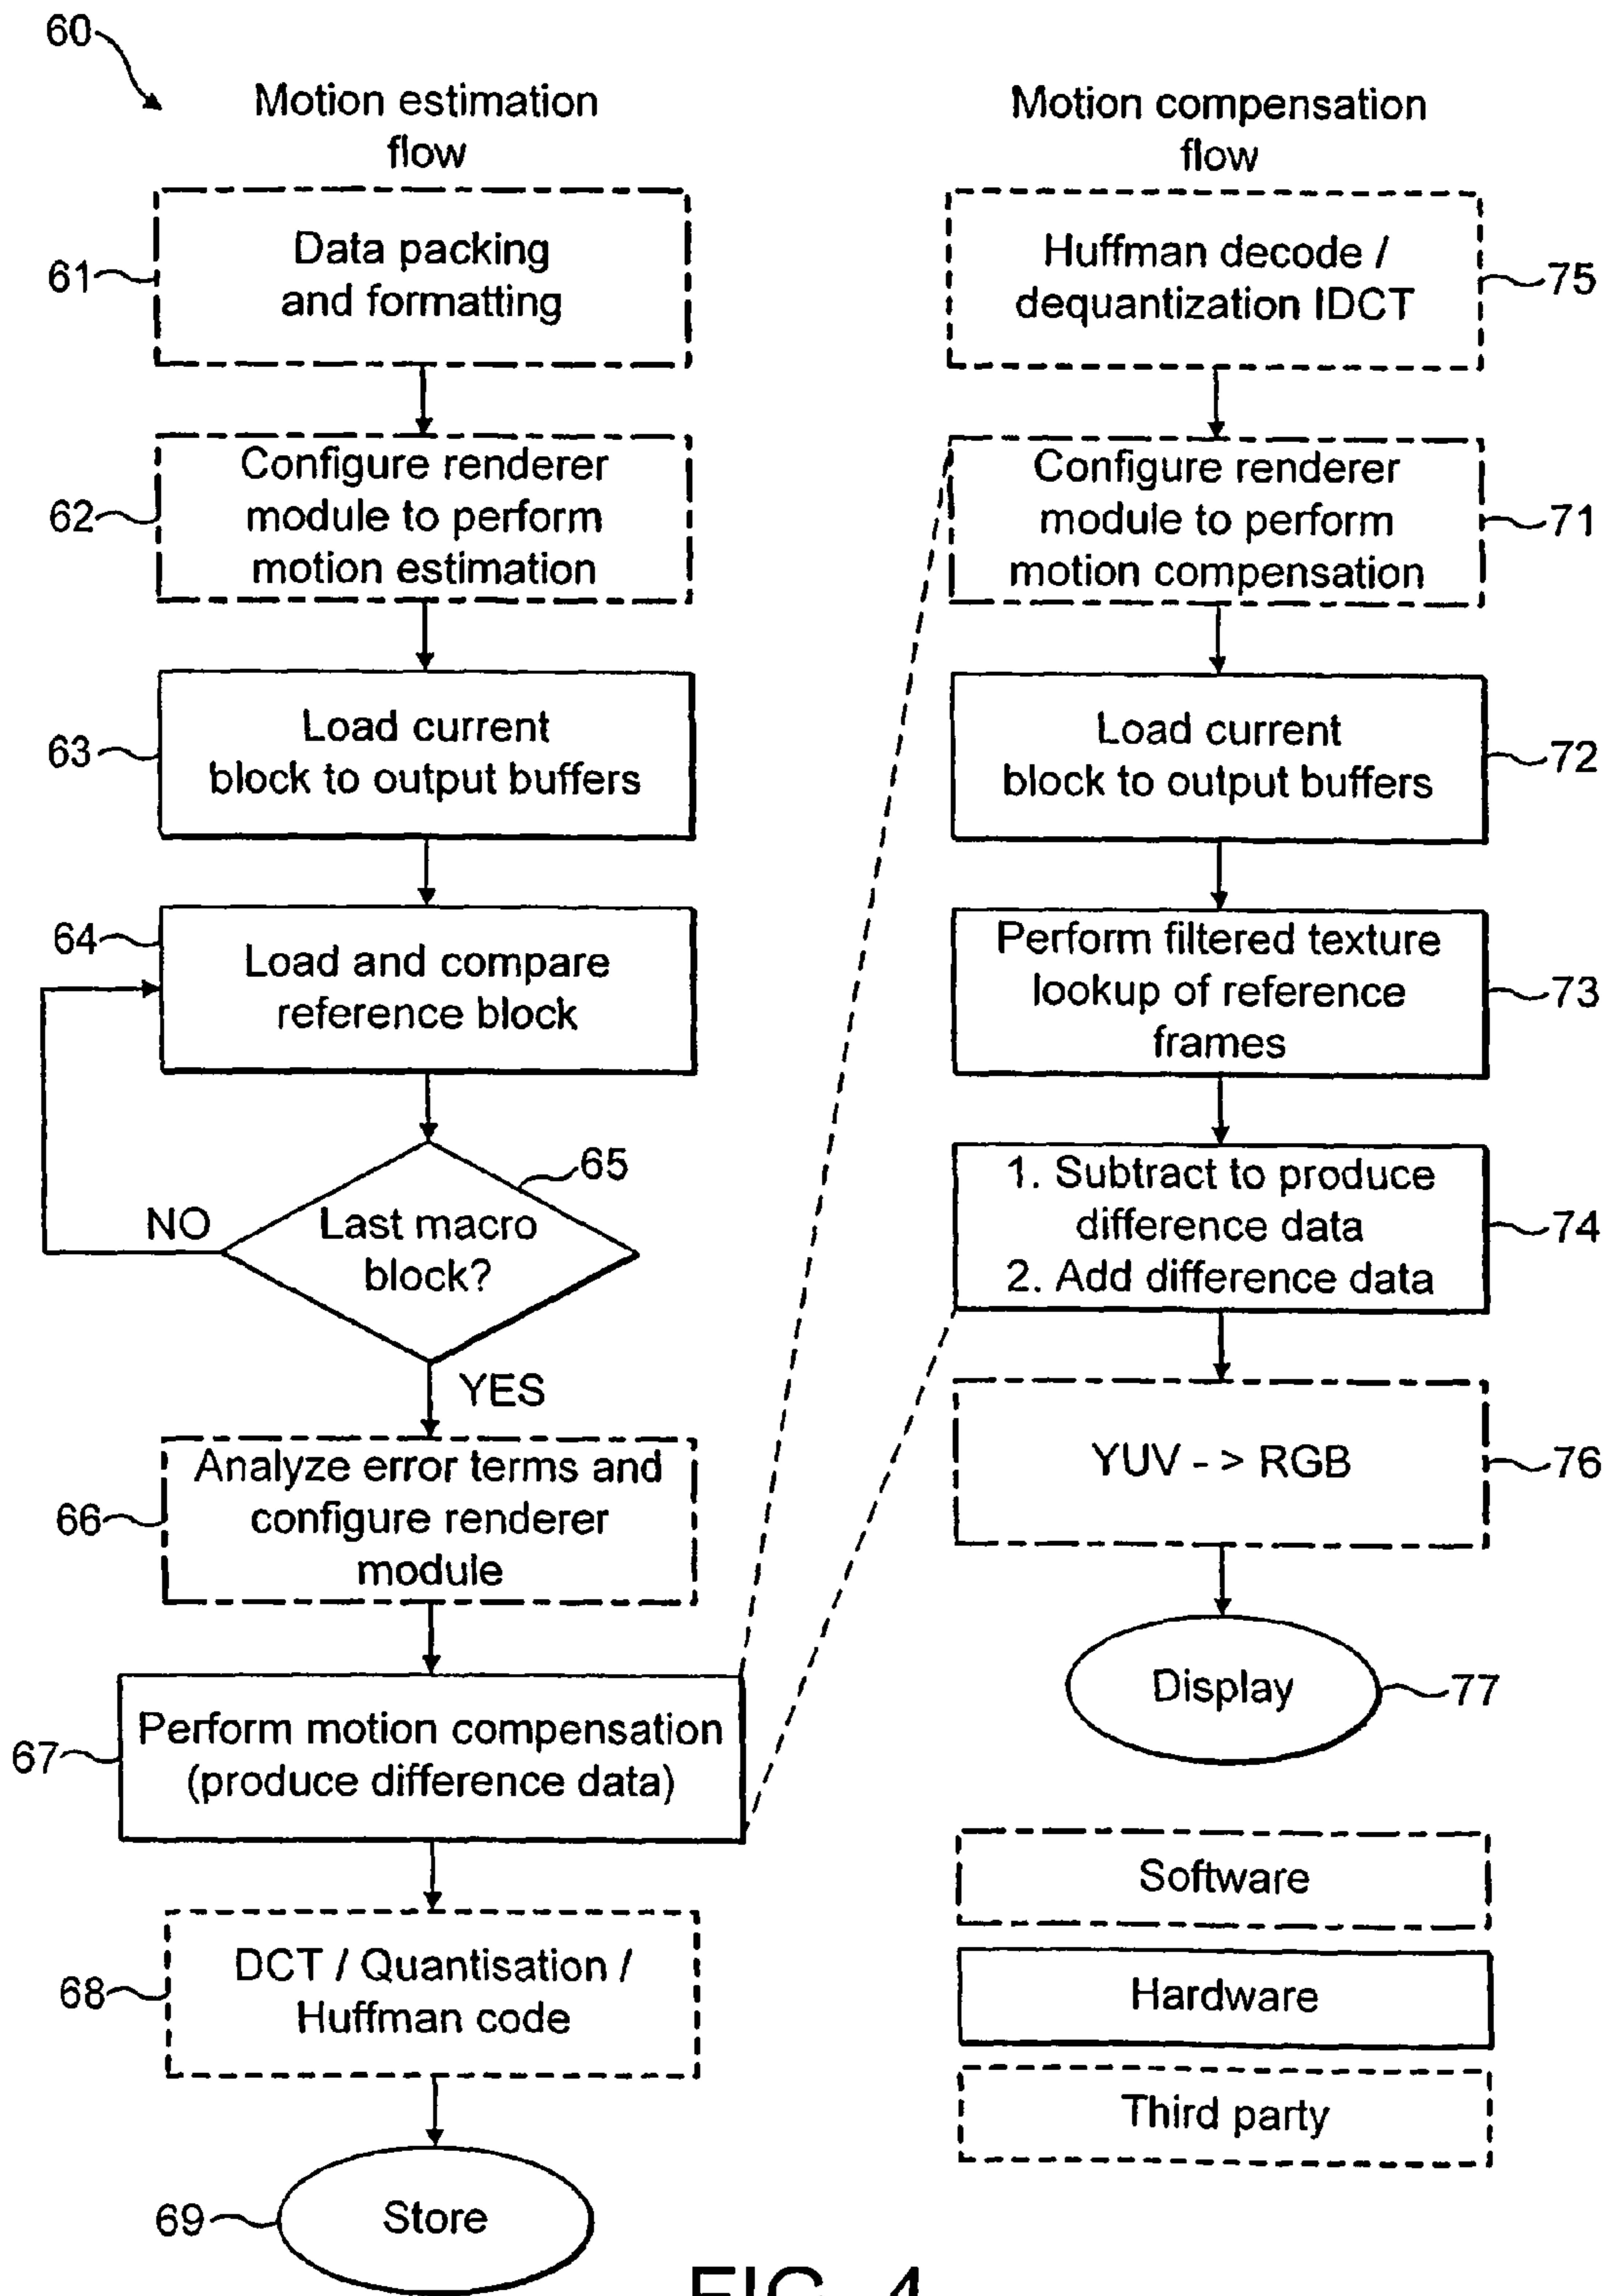 60
Motion estimation
flow
61
Data packing
and formatting
62
Configure renderer
module to perform
motion estimation
63
Load current
block to output buffers
64
Load and compare
reference block
65
NO
Last macro
block?
YES
66
Analyze error terms and
configure renderer
module
67
Perform motion compensation
(produce difference data)
68
DCT / Quantisation /
Huffman code
69
Store
Motion compensation
flow
Huffman decode /
dequantization IDCT
75
Configure renderer
module to perform
motion compensation
71
Load current
block to output buffers
72
Perform filtered texture
lookup of reference
frames
73
1. Subtract to produce
difference data
2. Add difference data
74
YUV - > RGB
76
Display
77
Software
Hardware
Third party
FIG. 4